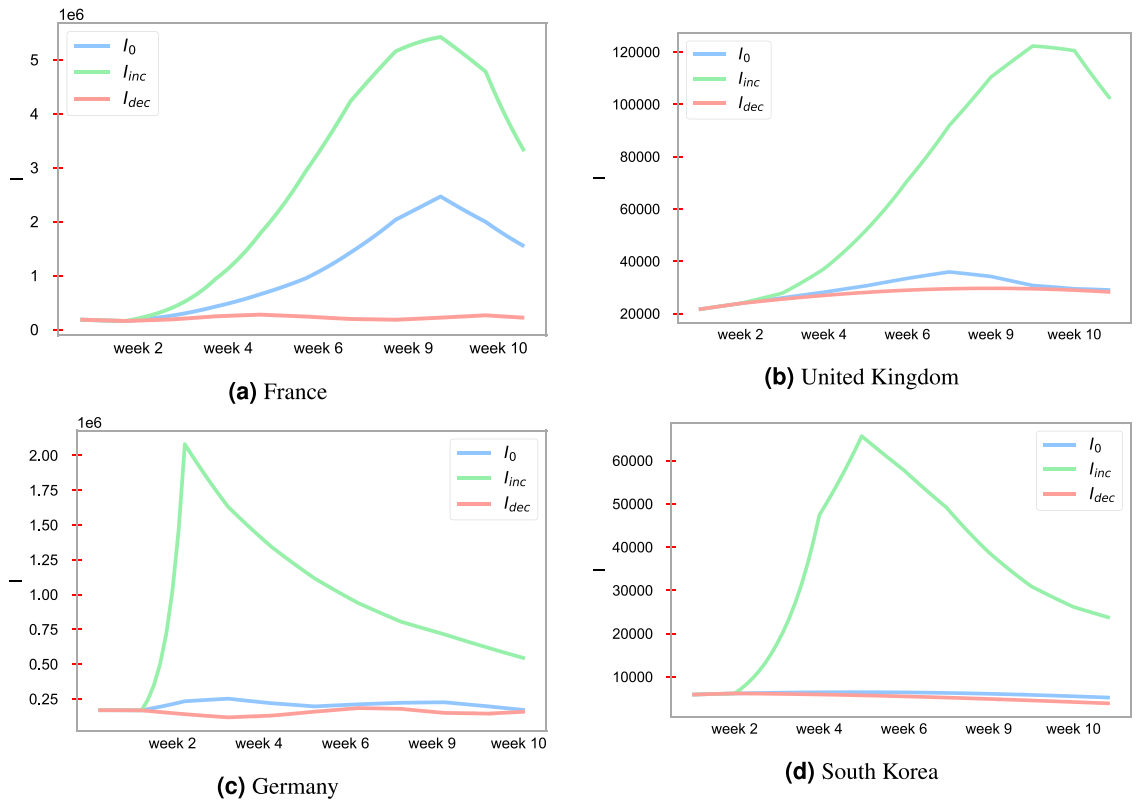 1e6
I0
Iinc
Idec
5
4
3
2
1
0
I
week 2 week 4 week 6 week 9 week 10
(a) France
I0
Iinc
Idec
120000
100000
80000
60000
40000
20000
I
week 2 week 4 week 6 week 9 week 10
(b) United Kingdom
1e6
I0
Iinc
Idec
2.00
1.75
1.50
1.25
1.00
0.75
0.50
0.25
I
week 2 week 4 week 6 week 9 week 10
(c) Germany
I0
Iinc
Idec
60000
50000
40000
30000
20000
10000
I
week 2 week 4 week 6 week 9 week 10
(d) South Korea